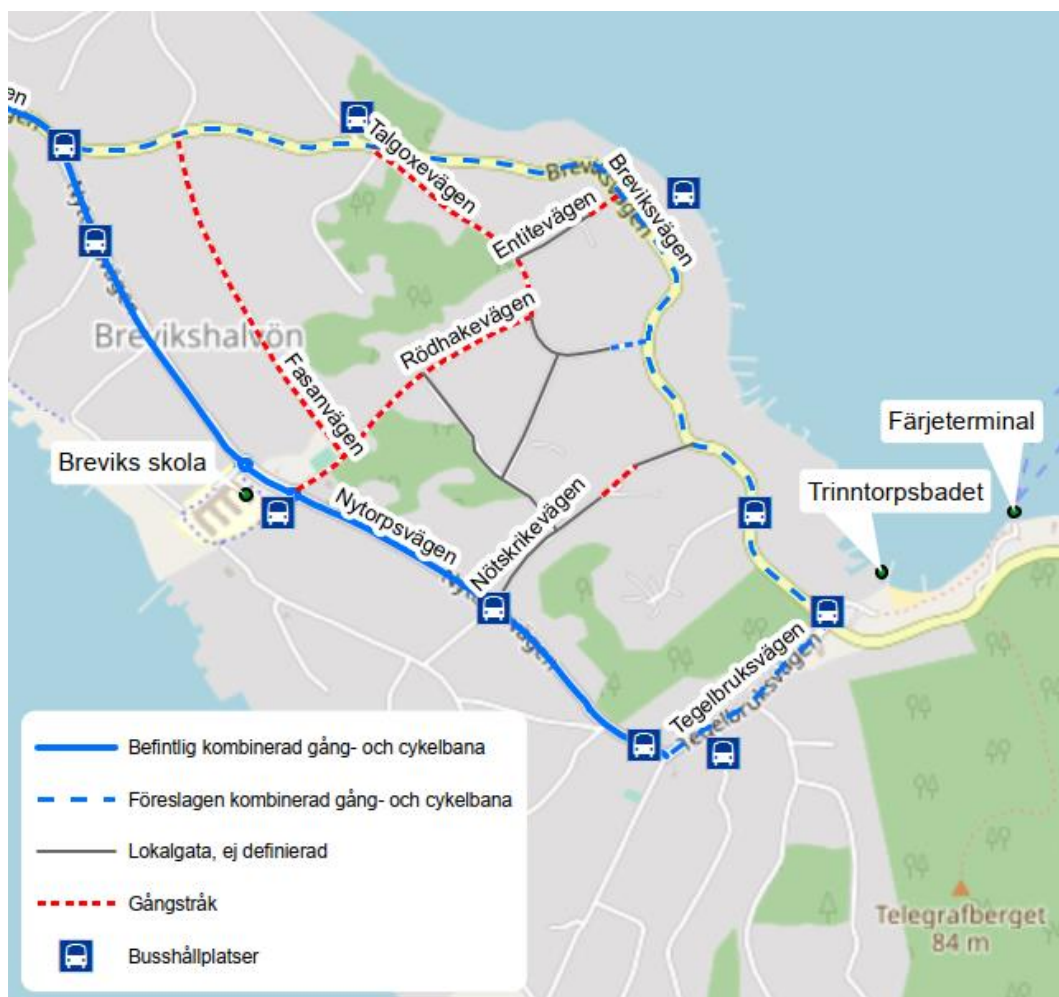 en
Talgoxevägen
Entitevägen
Breviksvägen
Breviksvägen
Rödhakevägen
Brevikshalvön
Fasanvägen
Breviks skola
Nytorpsvägen
Nötskrikevägen
Färjeterminal
Trinntorpsbadet
Tegelbruksvägen
Tegelbruksvägen
Telegrafberget
84 m
Befintlig kombinerad gång- och cykelbana
Föreslagen kombinerad gång- och cykelbana
Lokalgata, ej definierad
Gångstråk
Busshållplatser